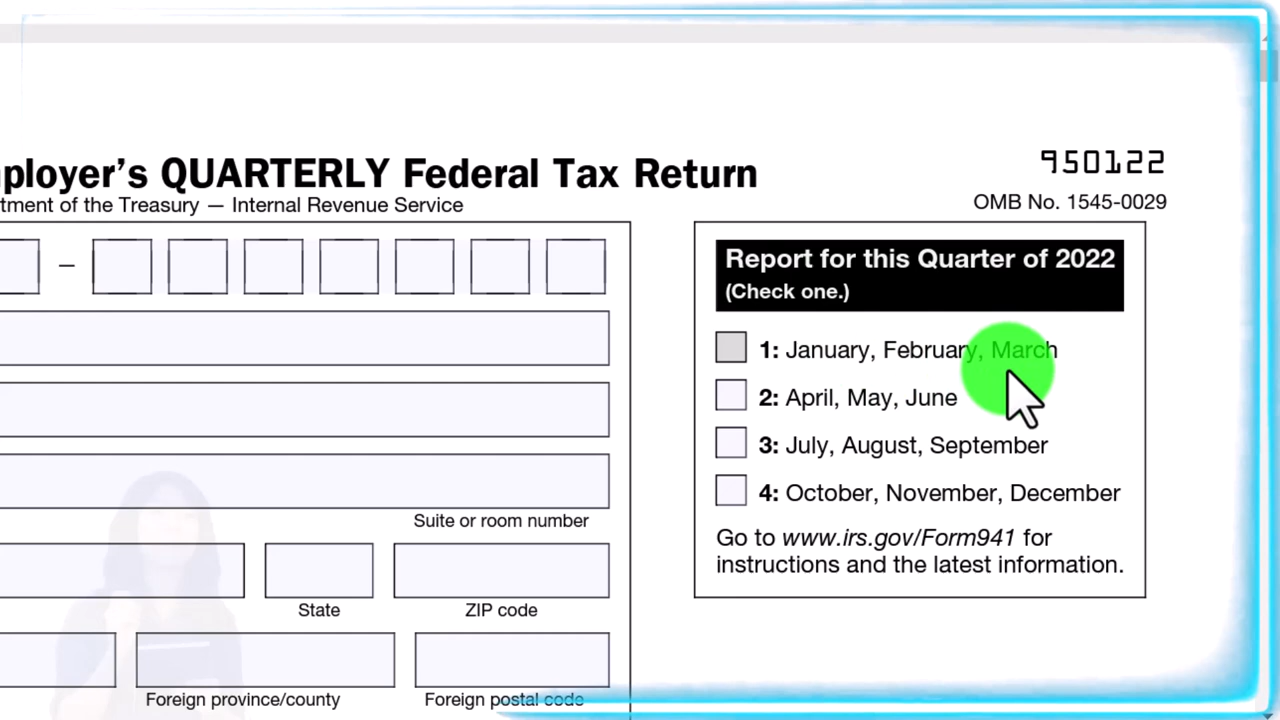 ployer's QUARTERLY Federal Tax Return
950122
tment of the Treasury — Internal Revenue Service
OMB No. 1545-0029
–
Report for this Quarter of 2022
(Check one.)
1: January, February, March
2: April, May, June
3: July, August, September
4: October, November, December
Go to www.irs.gov/Form941 for
instructions and the latest information.
Suite or room number
State
ZIP code
Foreign province/county
Foreign postal code